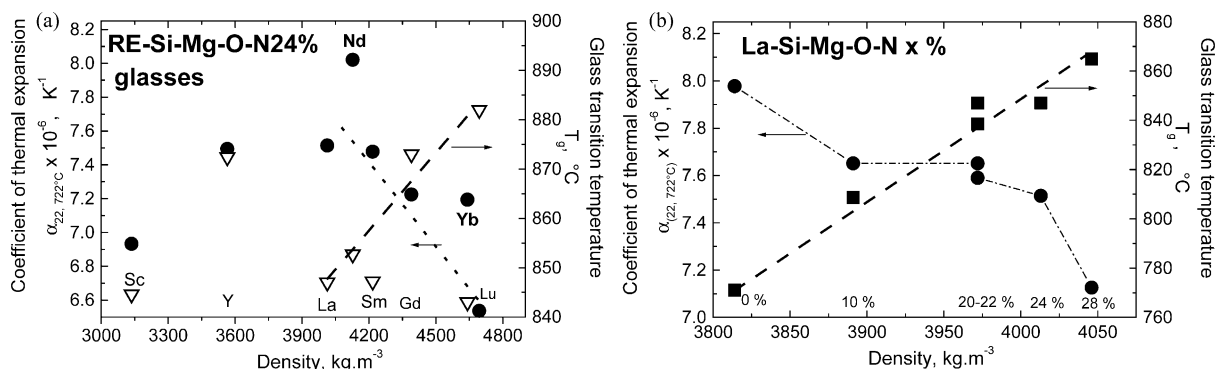 (a)
RE-Si-Mg-O-N24%
glasses
Coefficient of thermal expansion
α22, 722°C x 10-6, K-1
8.2
8.0
7.8
7.6
7.4
7.2
7.0
6.8
6.6
Nd
Yb
Sc
Y
La
Sm
Gd
Lu
3000
3300
3600
3900
4200
4500
4800
Density, kg.m-3
900
890
880
870
860
850
840
Glass transition temperature
Tg, °C
(b)
La-Si-Mg-O-N x %
Coefficient of thermal expansion
α(22, 722°C) x 10-6, K-1
8.2
8.0
7.8
7.6
7.4
7.2
7.0
0 %
10 %
20-22 %
24 %
28 %
3800
3850
3900
3950
4000
4050
Density, kg.m-3
880
860
840
820
800
780
760
Glass transition temperature
Tg, °C